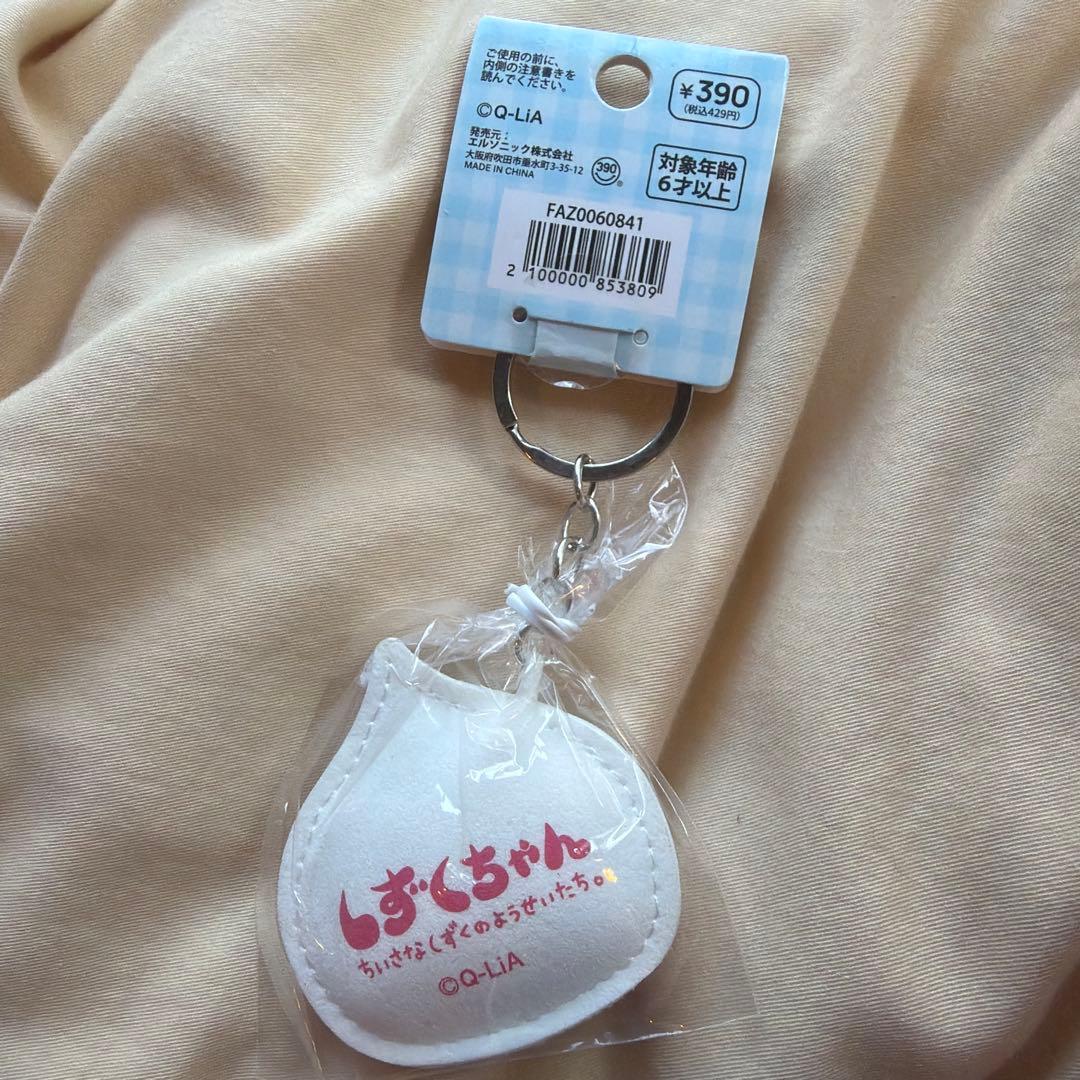 ご使用の前に、
内側の注意書きを
読んでください。
©Q-LiA
発売元：
エルソニック株式会社
大阪府吹田市垂水町3-35-12
MADE IN CHINA
390
®
¥390
(税込429円)
対象年齢
6才以上
FAZ0060841
2 100000 853809
しずくちゃん
ちいさなしずくのようせいたち。
©Q-LiA